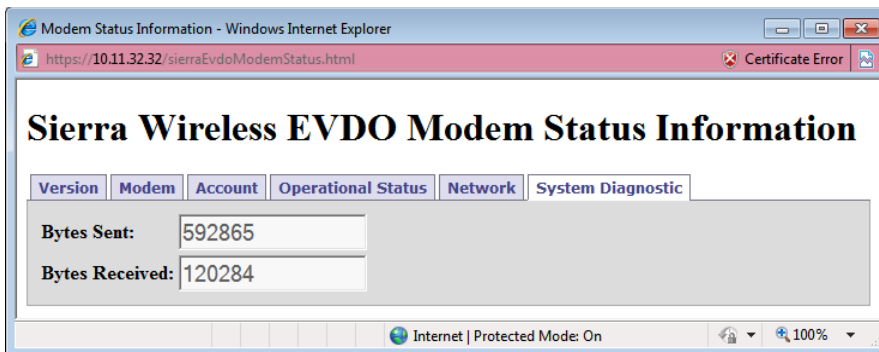 Modem Status Information - Windows Internet Explorer
https://10.11.32.32/sierraEvdoModemStatus.html Certificate Error
Sierra Wireless EVDO Modem Status Information
Version Modem Account Operational Status Network System Diagnostic
Bytes Sent: 592865
Bytes Received: 120284
Internet | Protected Mode: On 100%